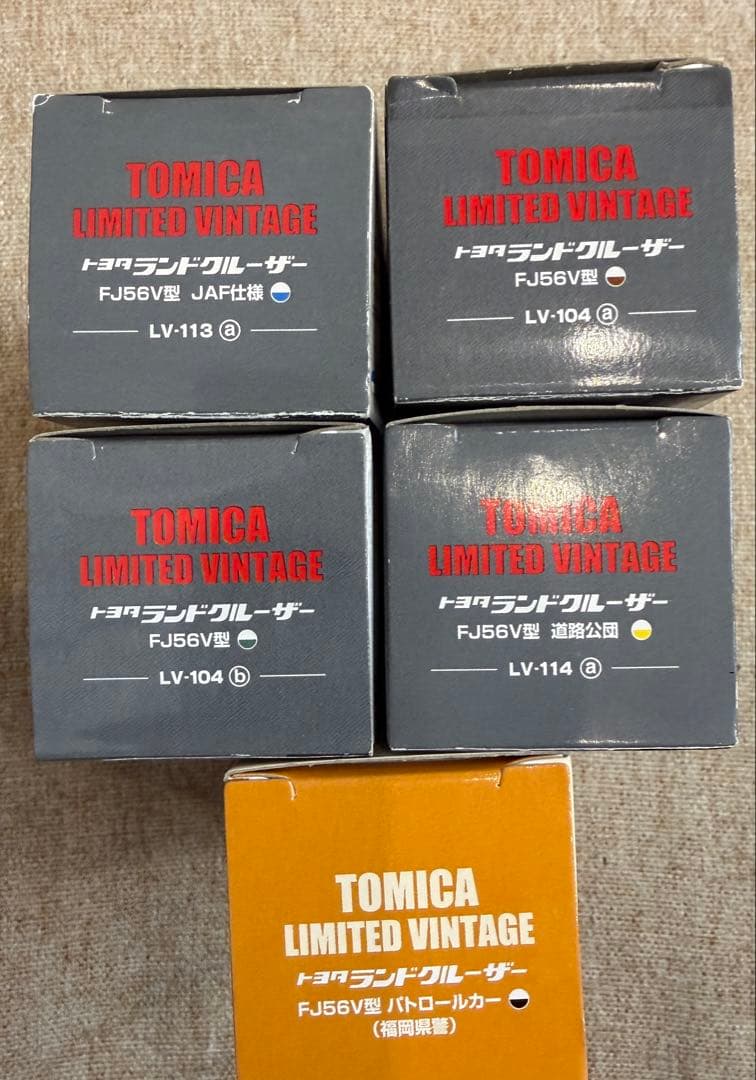 TOMICA
LIMITED VINTAGE
トヨタランドクルーザー
FJ56V型 JAF仕様
LV-113 ⓐ
TOMICA
LIMITED VINTAGE
トヨタランドクルーザー
FJ56V型
LV-104 ⓐ
TOMICA
LIMITED VINTAGE
トヨタランドクルーザー
FJ56V型
LV-104 ⓑ
TOMICA
LIMITED VINTAGE
トヨタランドクルーザー
FJ56V型 道路公団
LV-114 ⓐ
TOMICA
LIMITED VINTAGE
トヨタランドクルーザー
FJ56V型 パトロールカー
(福岡県警)